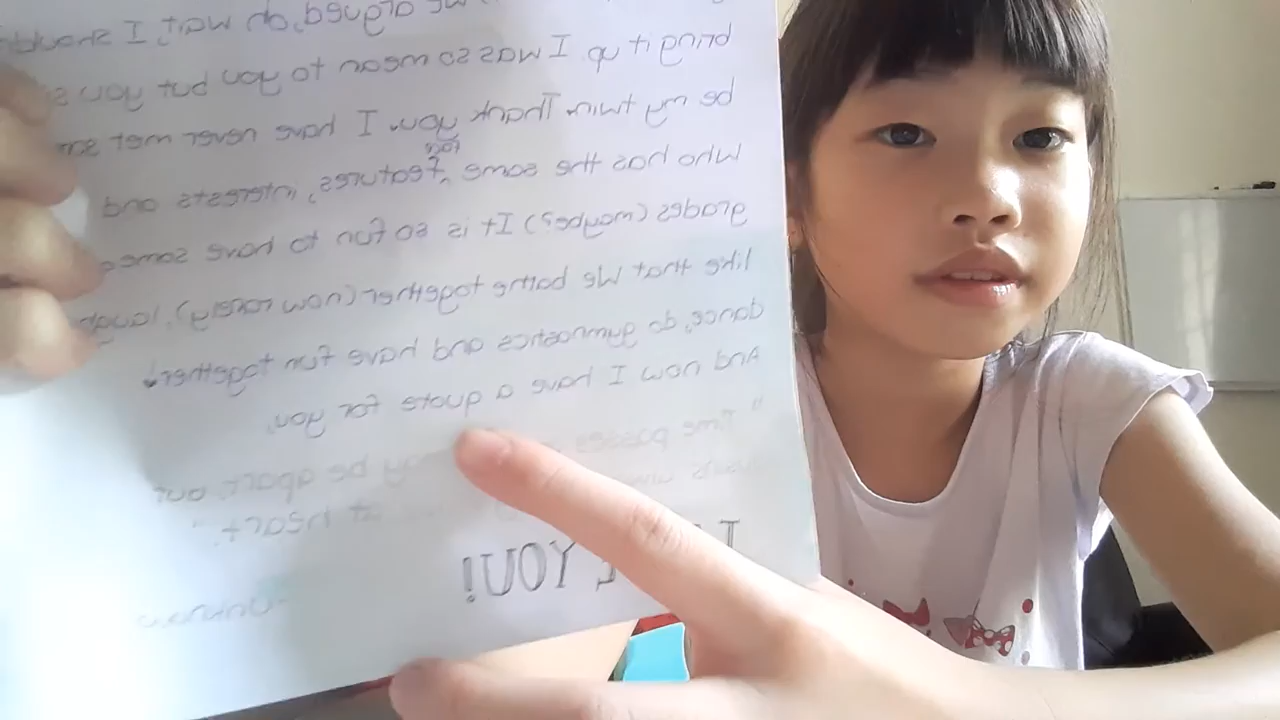 we argued, oh wait, I shouldn't
bring it up. I was so mean to you but you
be my twin. Thank you. I have never met
who has the same face features, interests and
grades (maybes) It is so fun to have some
like that. We bathe together (now rarely), laugh
dance, do gymnastics and have fun together!
And now I have a quote for you,
"Time passes be apart, our
at heart."
YOU!